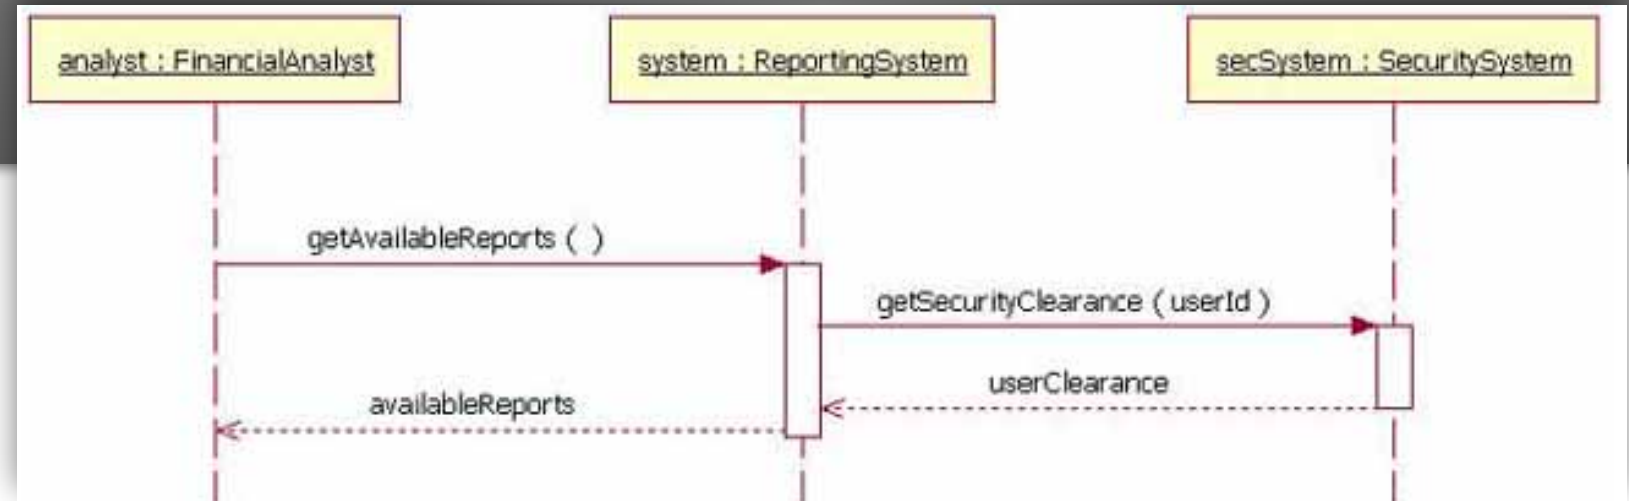 analyst : FinancialAnalyst
system : ReportingSystem
secSystem : SecuritySystem
getAvailableReports ( )
getSecurityClearance ( userId )
userClearance
availableReports